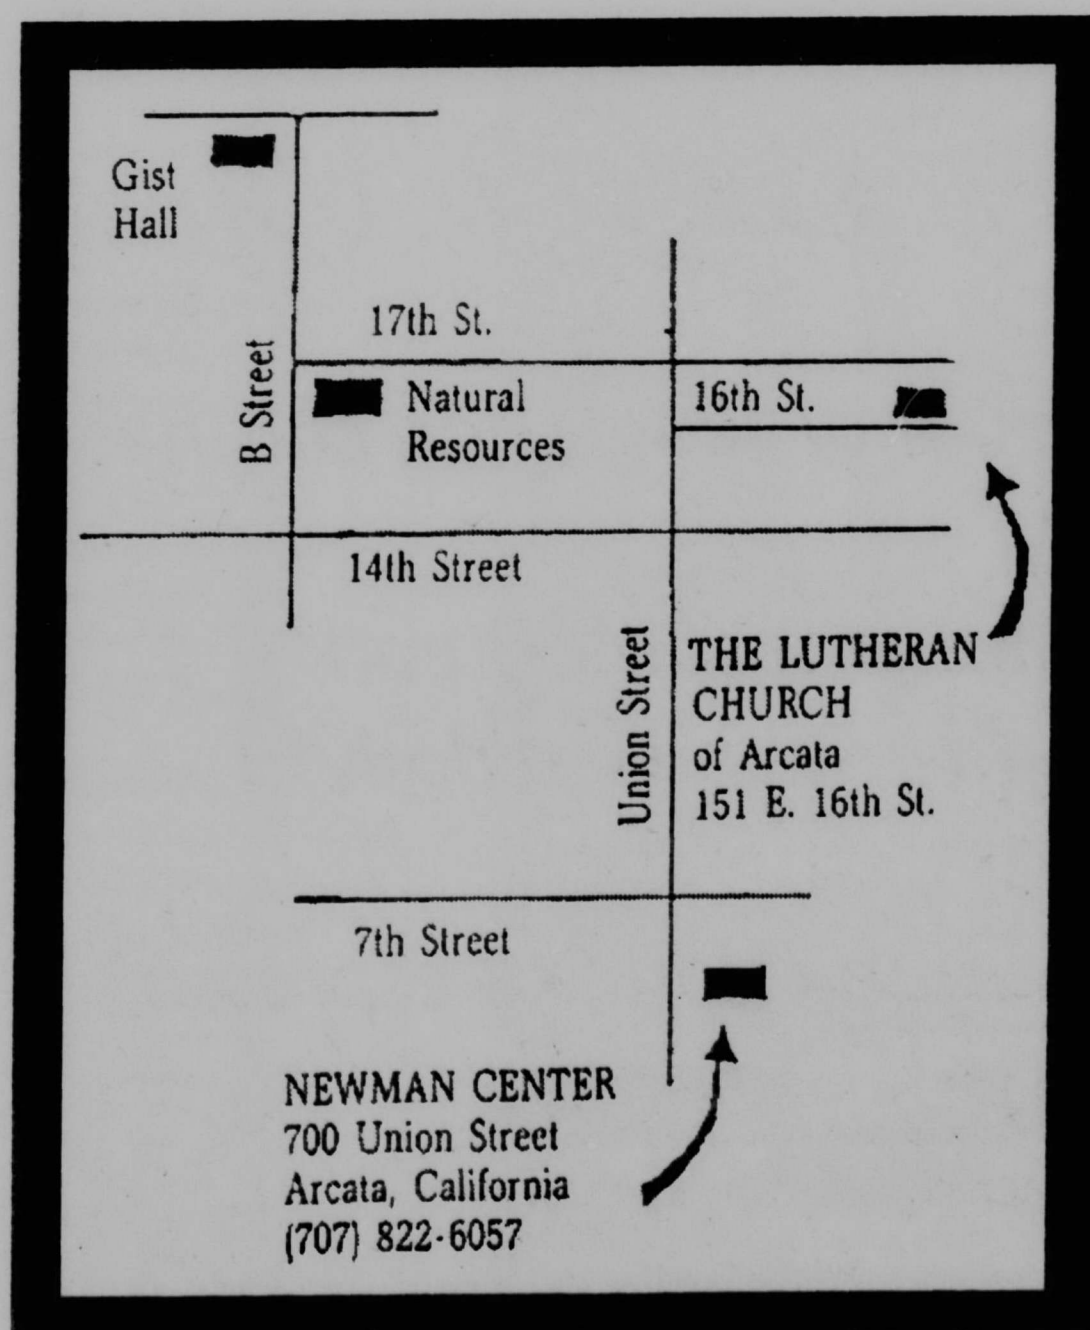 Gist
Hall
17th St.
B Street
Natural
Resources
16th St.
14th Street
Union Street
THE LUTHERAN
CHURCH
of Arcata
151 E. 16th St.
7th Street
NEWMAN CENTER
700 Union Street
Arcata, California
(707) 822-6057